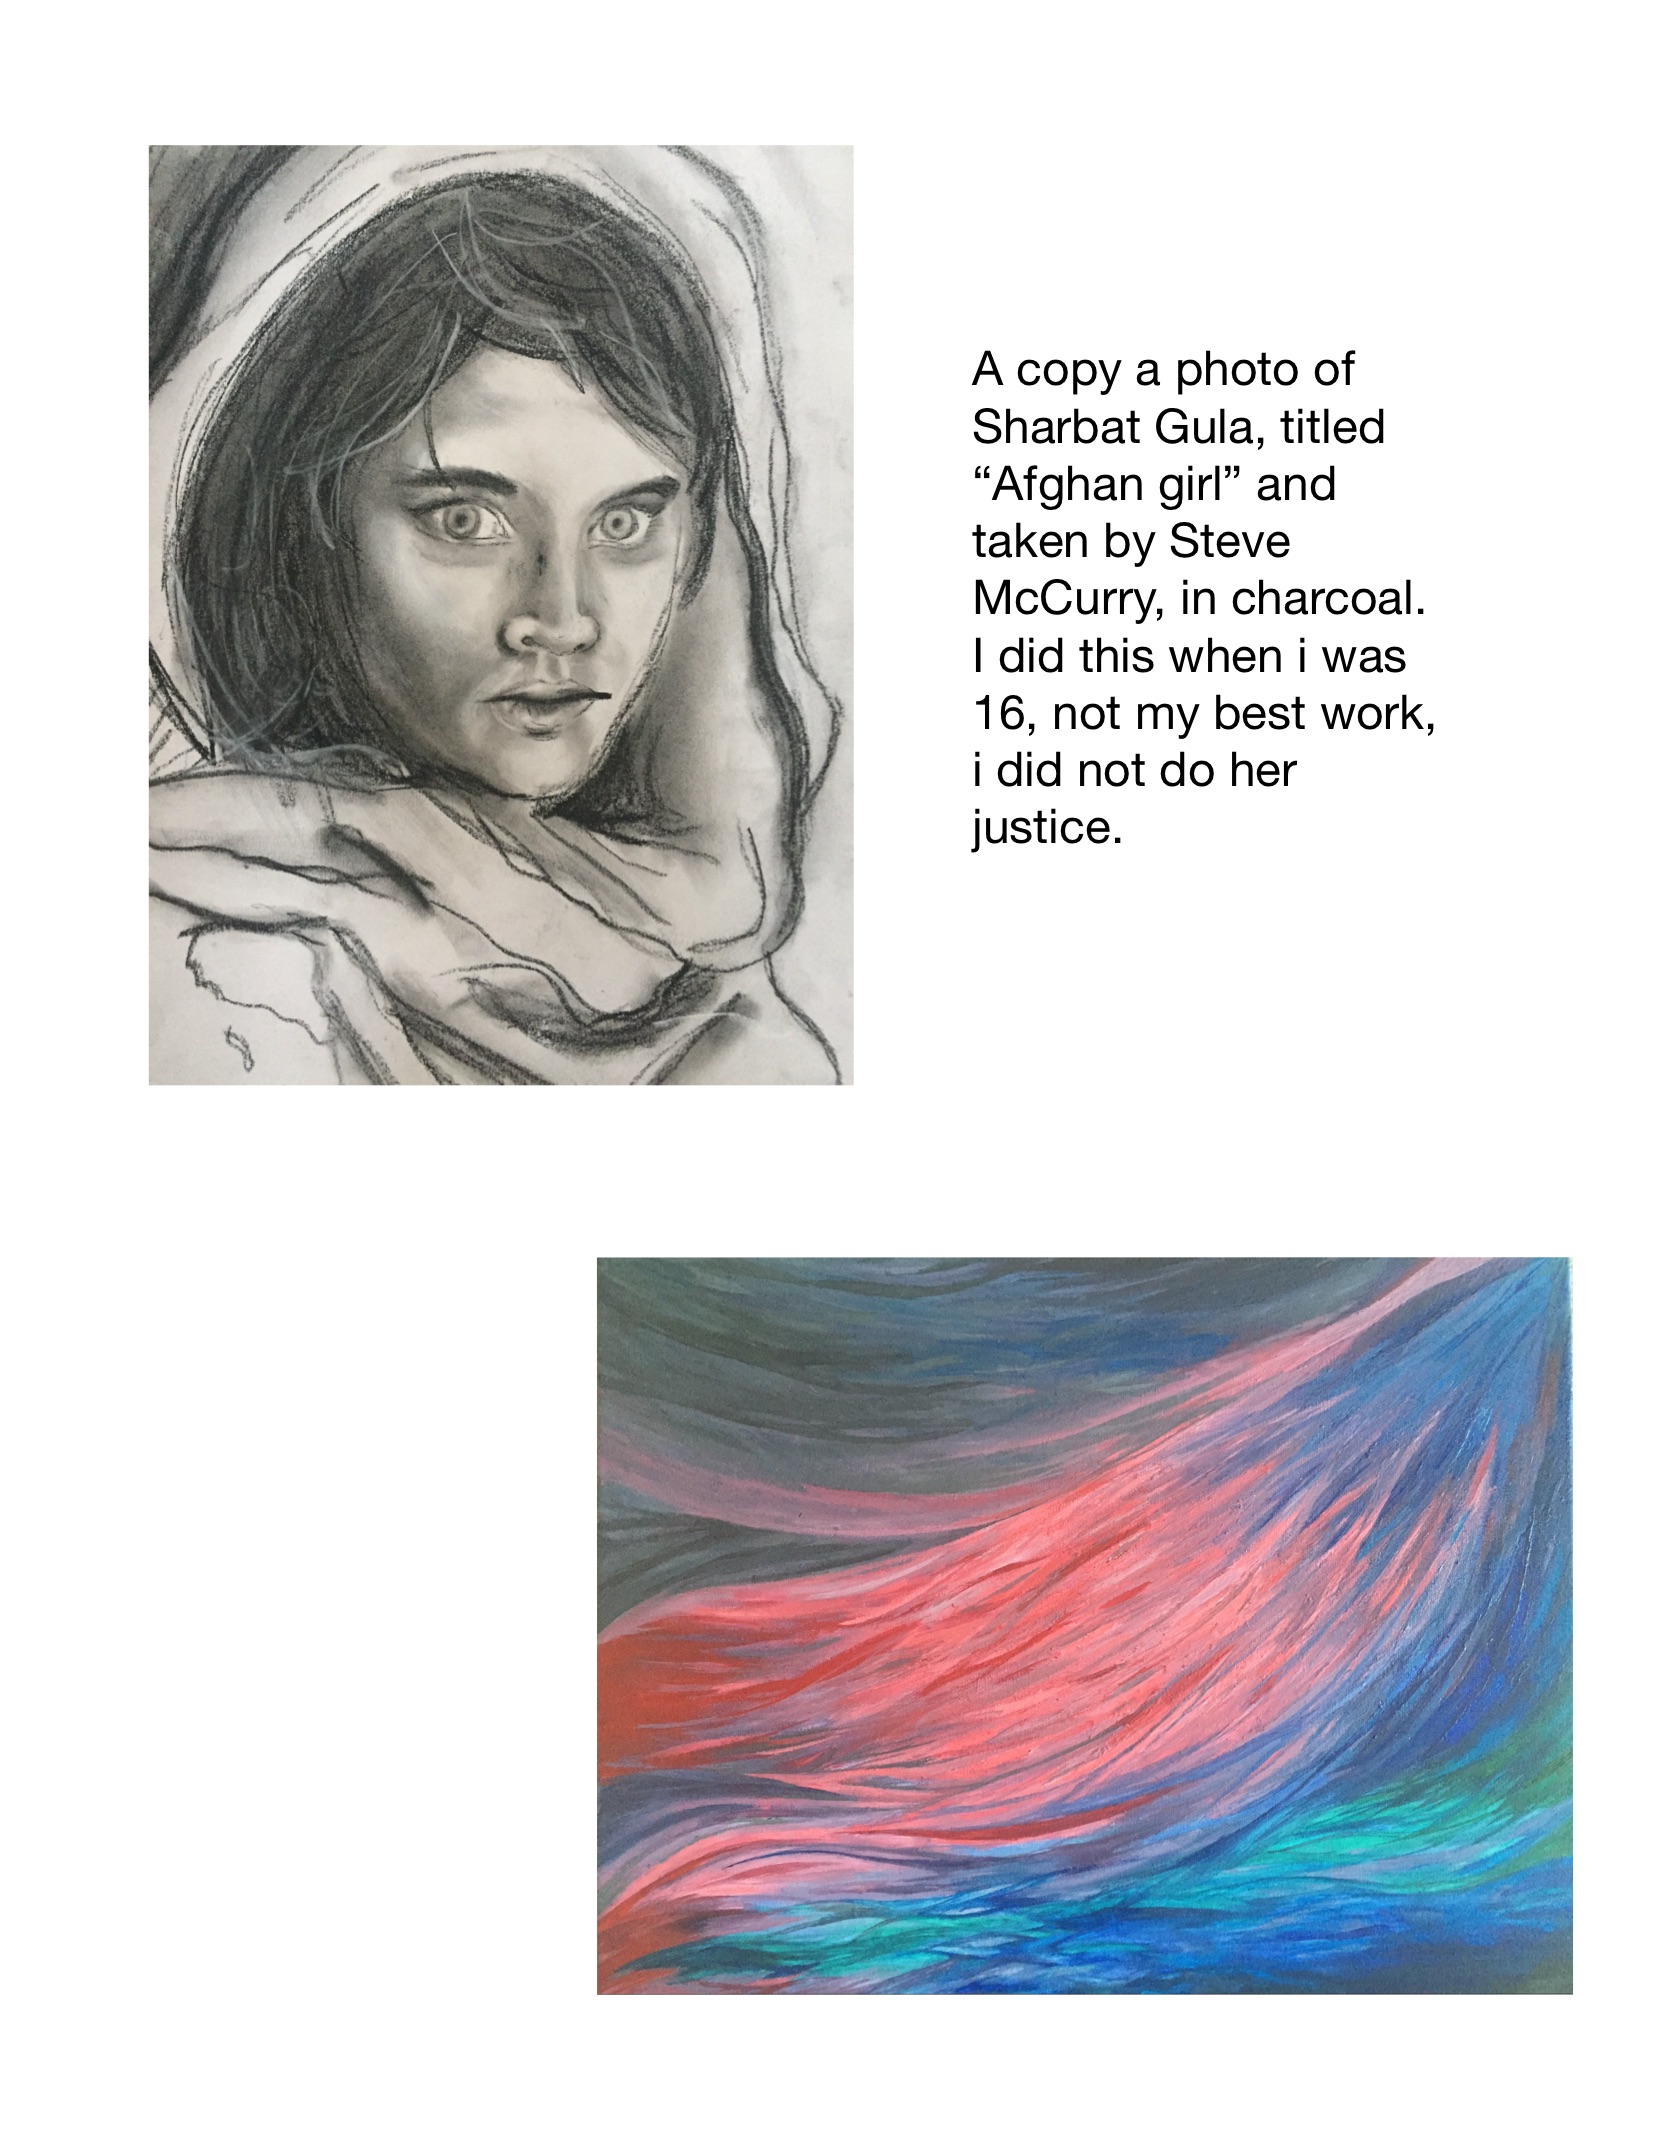 A copy a photo of
Sharbat Gula, titled
“Afghan girl” and
taken by Steve
McCurry, in charcoal.
I did this when i was
16, not my best work,
i did not do her
justice.